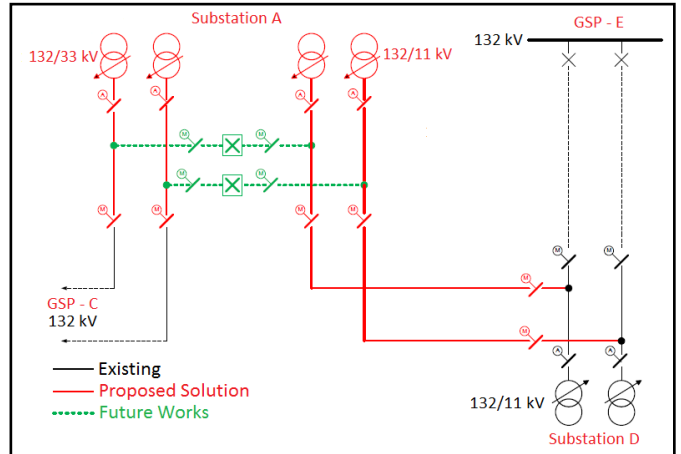 Substation A
GSP - E
132/33 kV
132/11 kV
132 kV
A
A
A
A
M
M
M
M
M
M
M
M
M
M
GSP - C
132 kV
M
M
A
A
Existing
Proposed Solution
Future Works
132/11 kV
Substation D